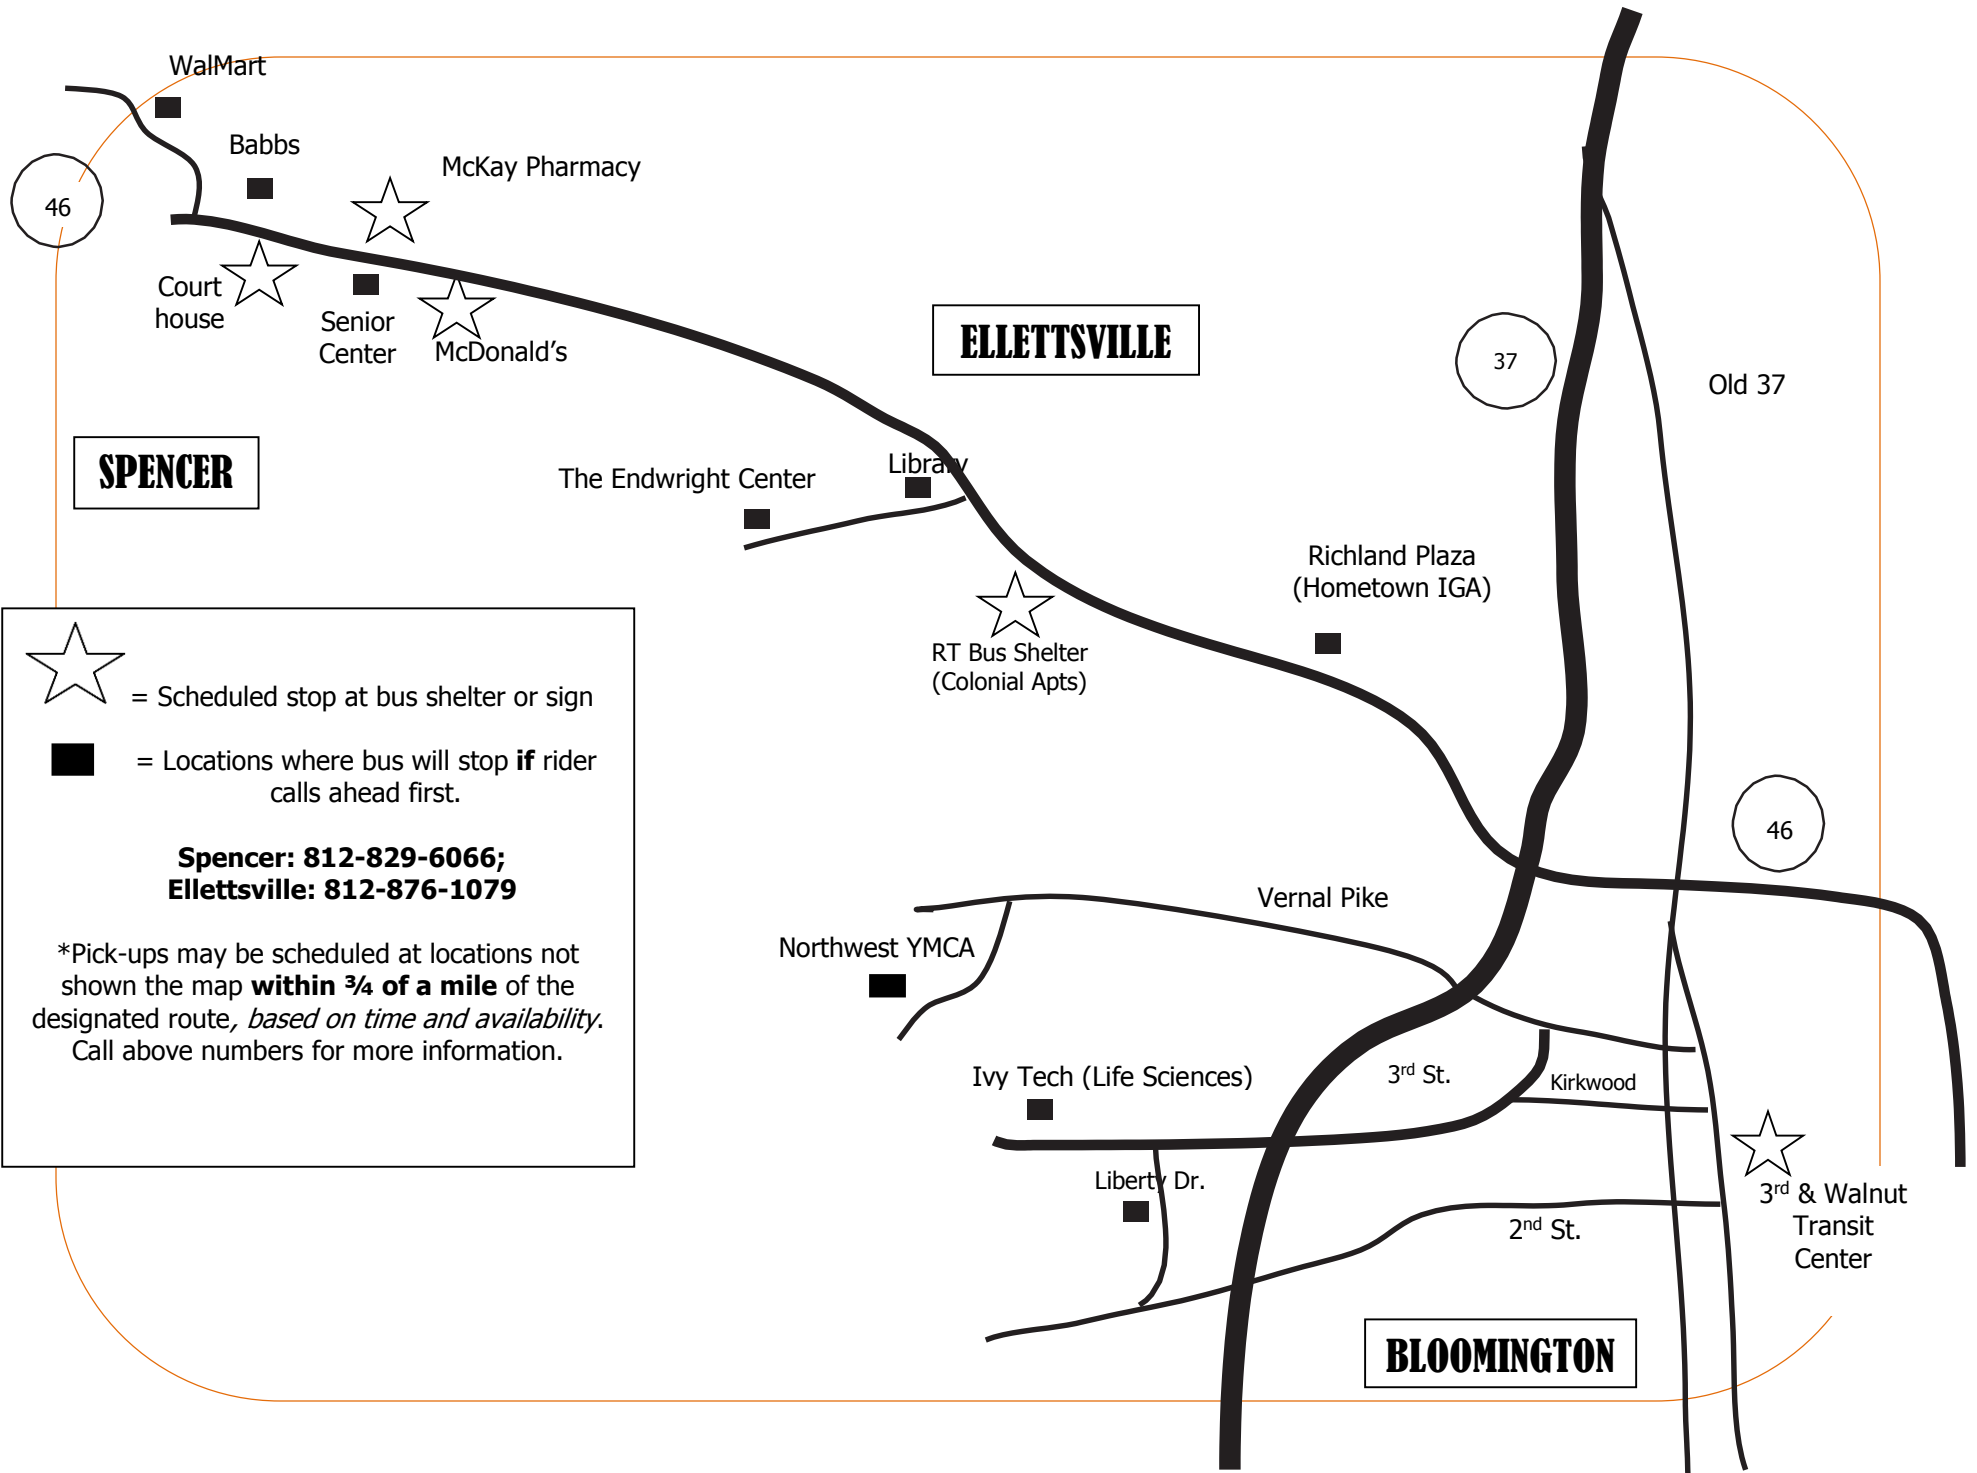 WalMart
Babbs
McKay Pharmacy
46
Court
house
Senior
Center
McDonald’s
ELLETTSVILLE
37
Old 37
SPENCER
The Endwright Center
Library
Richland Plaza
(Hometown IGA)
RT Bus Shelter
(Colonial Apts)
= Scheduled stop at bus shelter or sign
= Locations where bus will stop if rider
calls ahead first.
Spencer: 812-829-6066;
Ellettsville: 812-876-1079
*Pick-ups may be scheduled at locations not
shown the map within ¾ of a mile of the
designated route, based on time and availability.
Call above numbers for more information.
46
Vernal Pike
Northwest YMCA
Ivy Tech (Life Sciences)
3rd St.
Kirkwood
Liberty Dr.
2nd St.
3rd & Walnut
Transit
Center
BLOOMINGTON